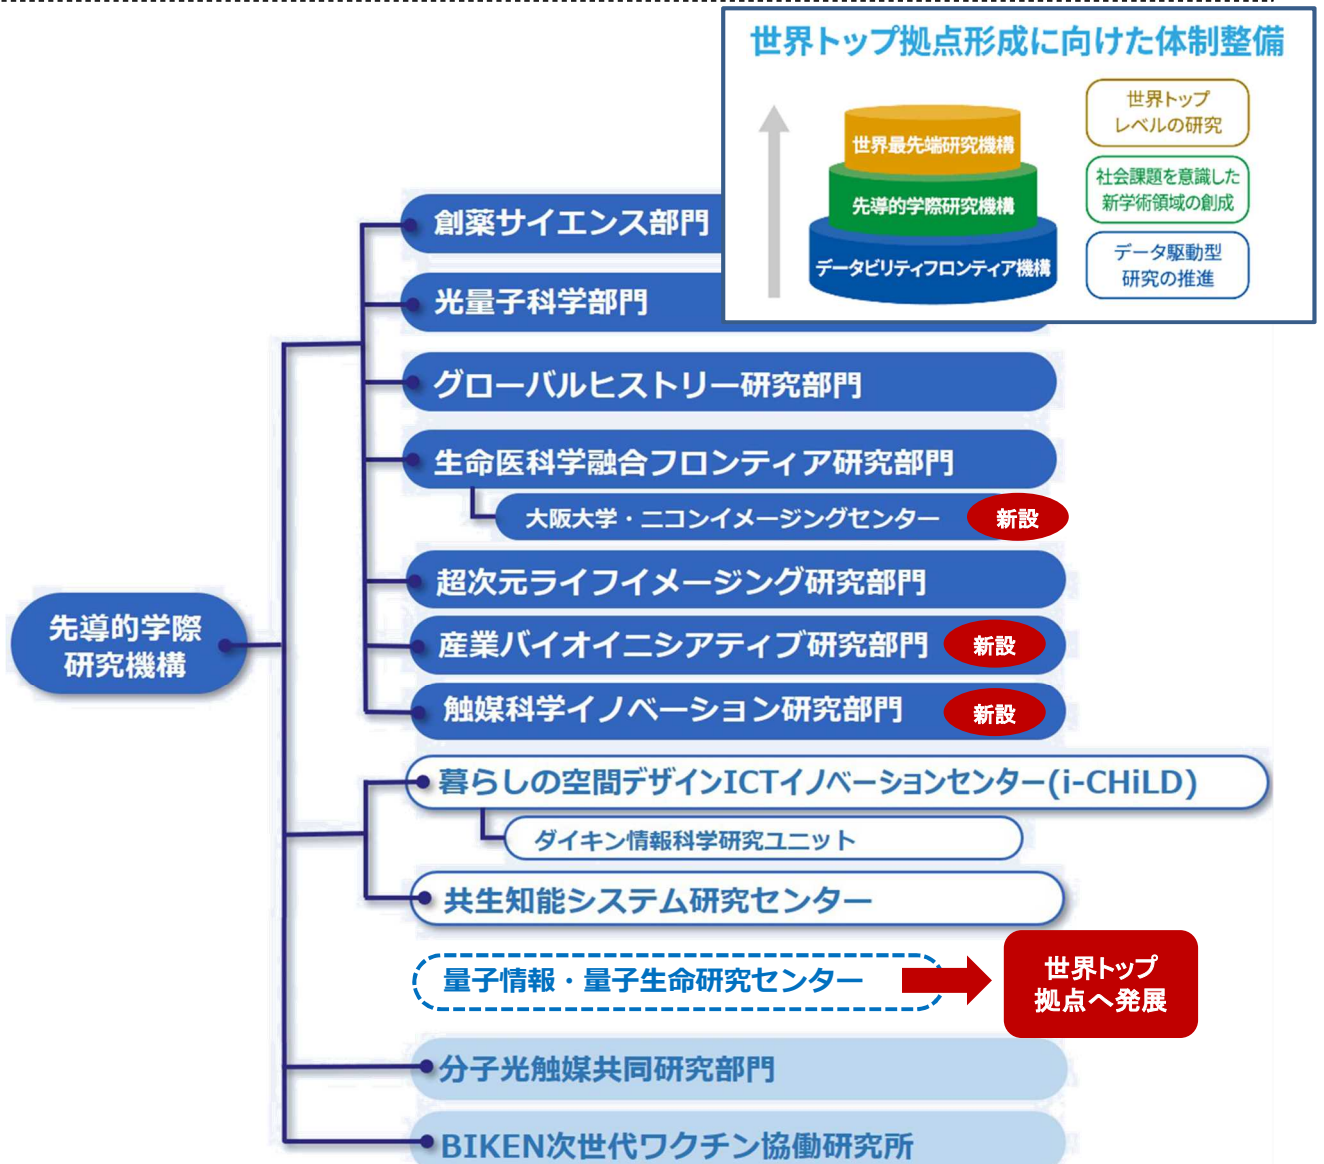 世界トップ拠点形成に向けた体制整備
世界最先端研究機構
先導的学際研究機構
データビリティフロンティア機構
世界トップ
レベルの研究
社会課題を意識した
新学術領域の創成
データ駆動型
研究の推進
先導的学際
研究機構
創薬サイエンス部門
光量子科学部門
グローバルヒストリー研究部門
生命医科学融合フロンティア研究部門
大阪大学・ニコンイメージングセンター
新設
超次元ライフイメージング研究部門
産業バイオイニシアティブ研究部門
新設
触媒科学イノベーション研究部門
新設
暮らしの空間デザインICTイノベーションセンター(i-CHiLD)
ダイキン情報科学研究ユニット
共生知能システム研究センター
量子情報・量子生命研究センター
世界トップ
拠点へ発展
分子光触媒共同研究部門
BIKEN次世代ワクチン協働研究所